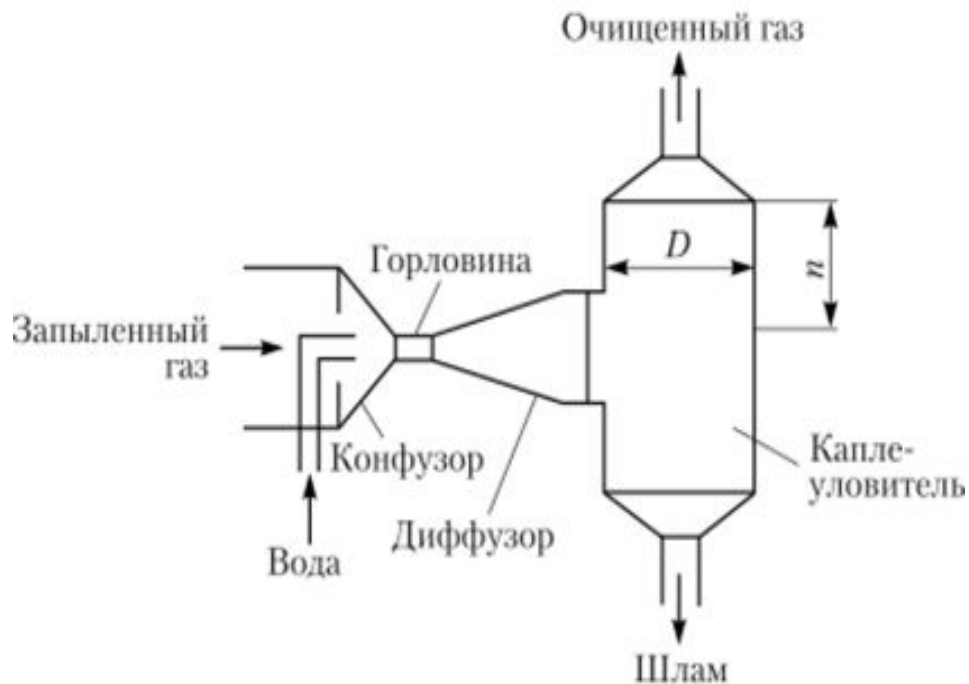 Очищенный газ
D
n
Горловина
Запыленный
газ
Конфузор
Капле-
уловитель
Диффузор
Вода
Шлам